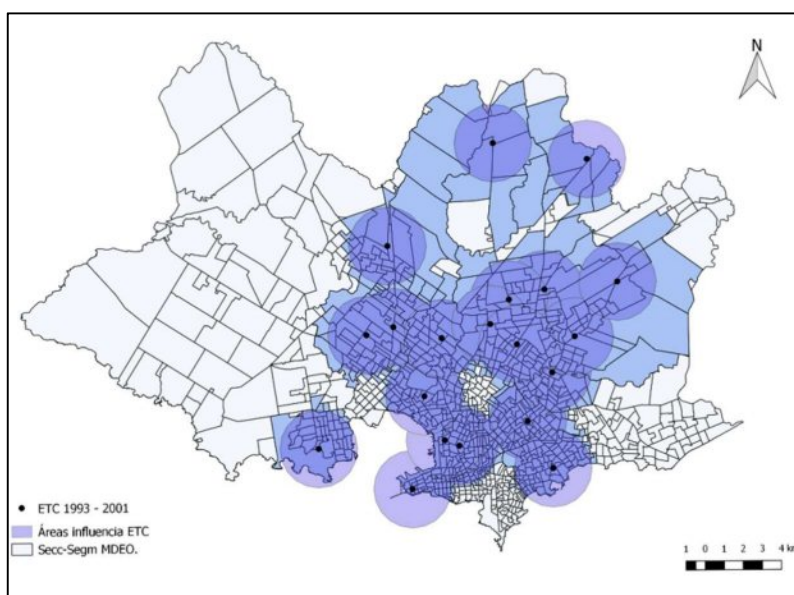 N
ETC 1993 - 2001
Áreas influencia ETC
Secc-Segm MDEO.
1 0 1 2 3 4 km